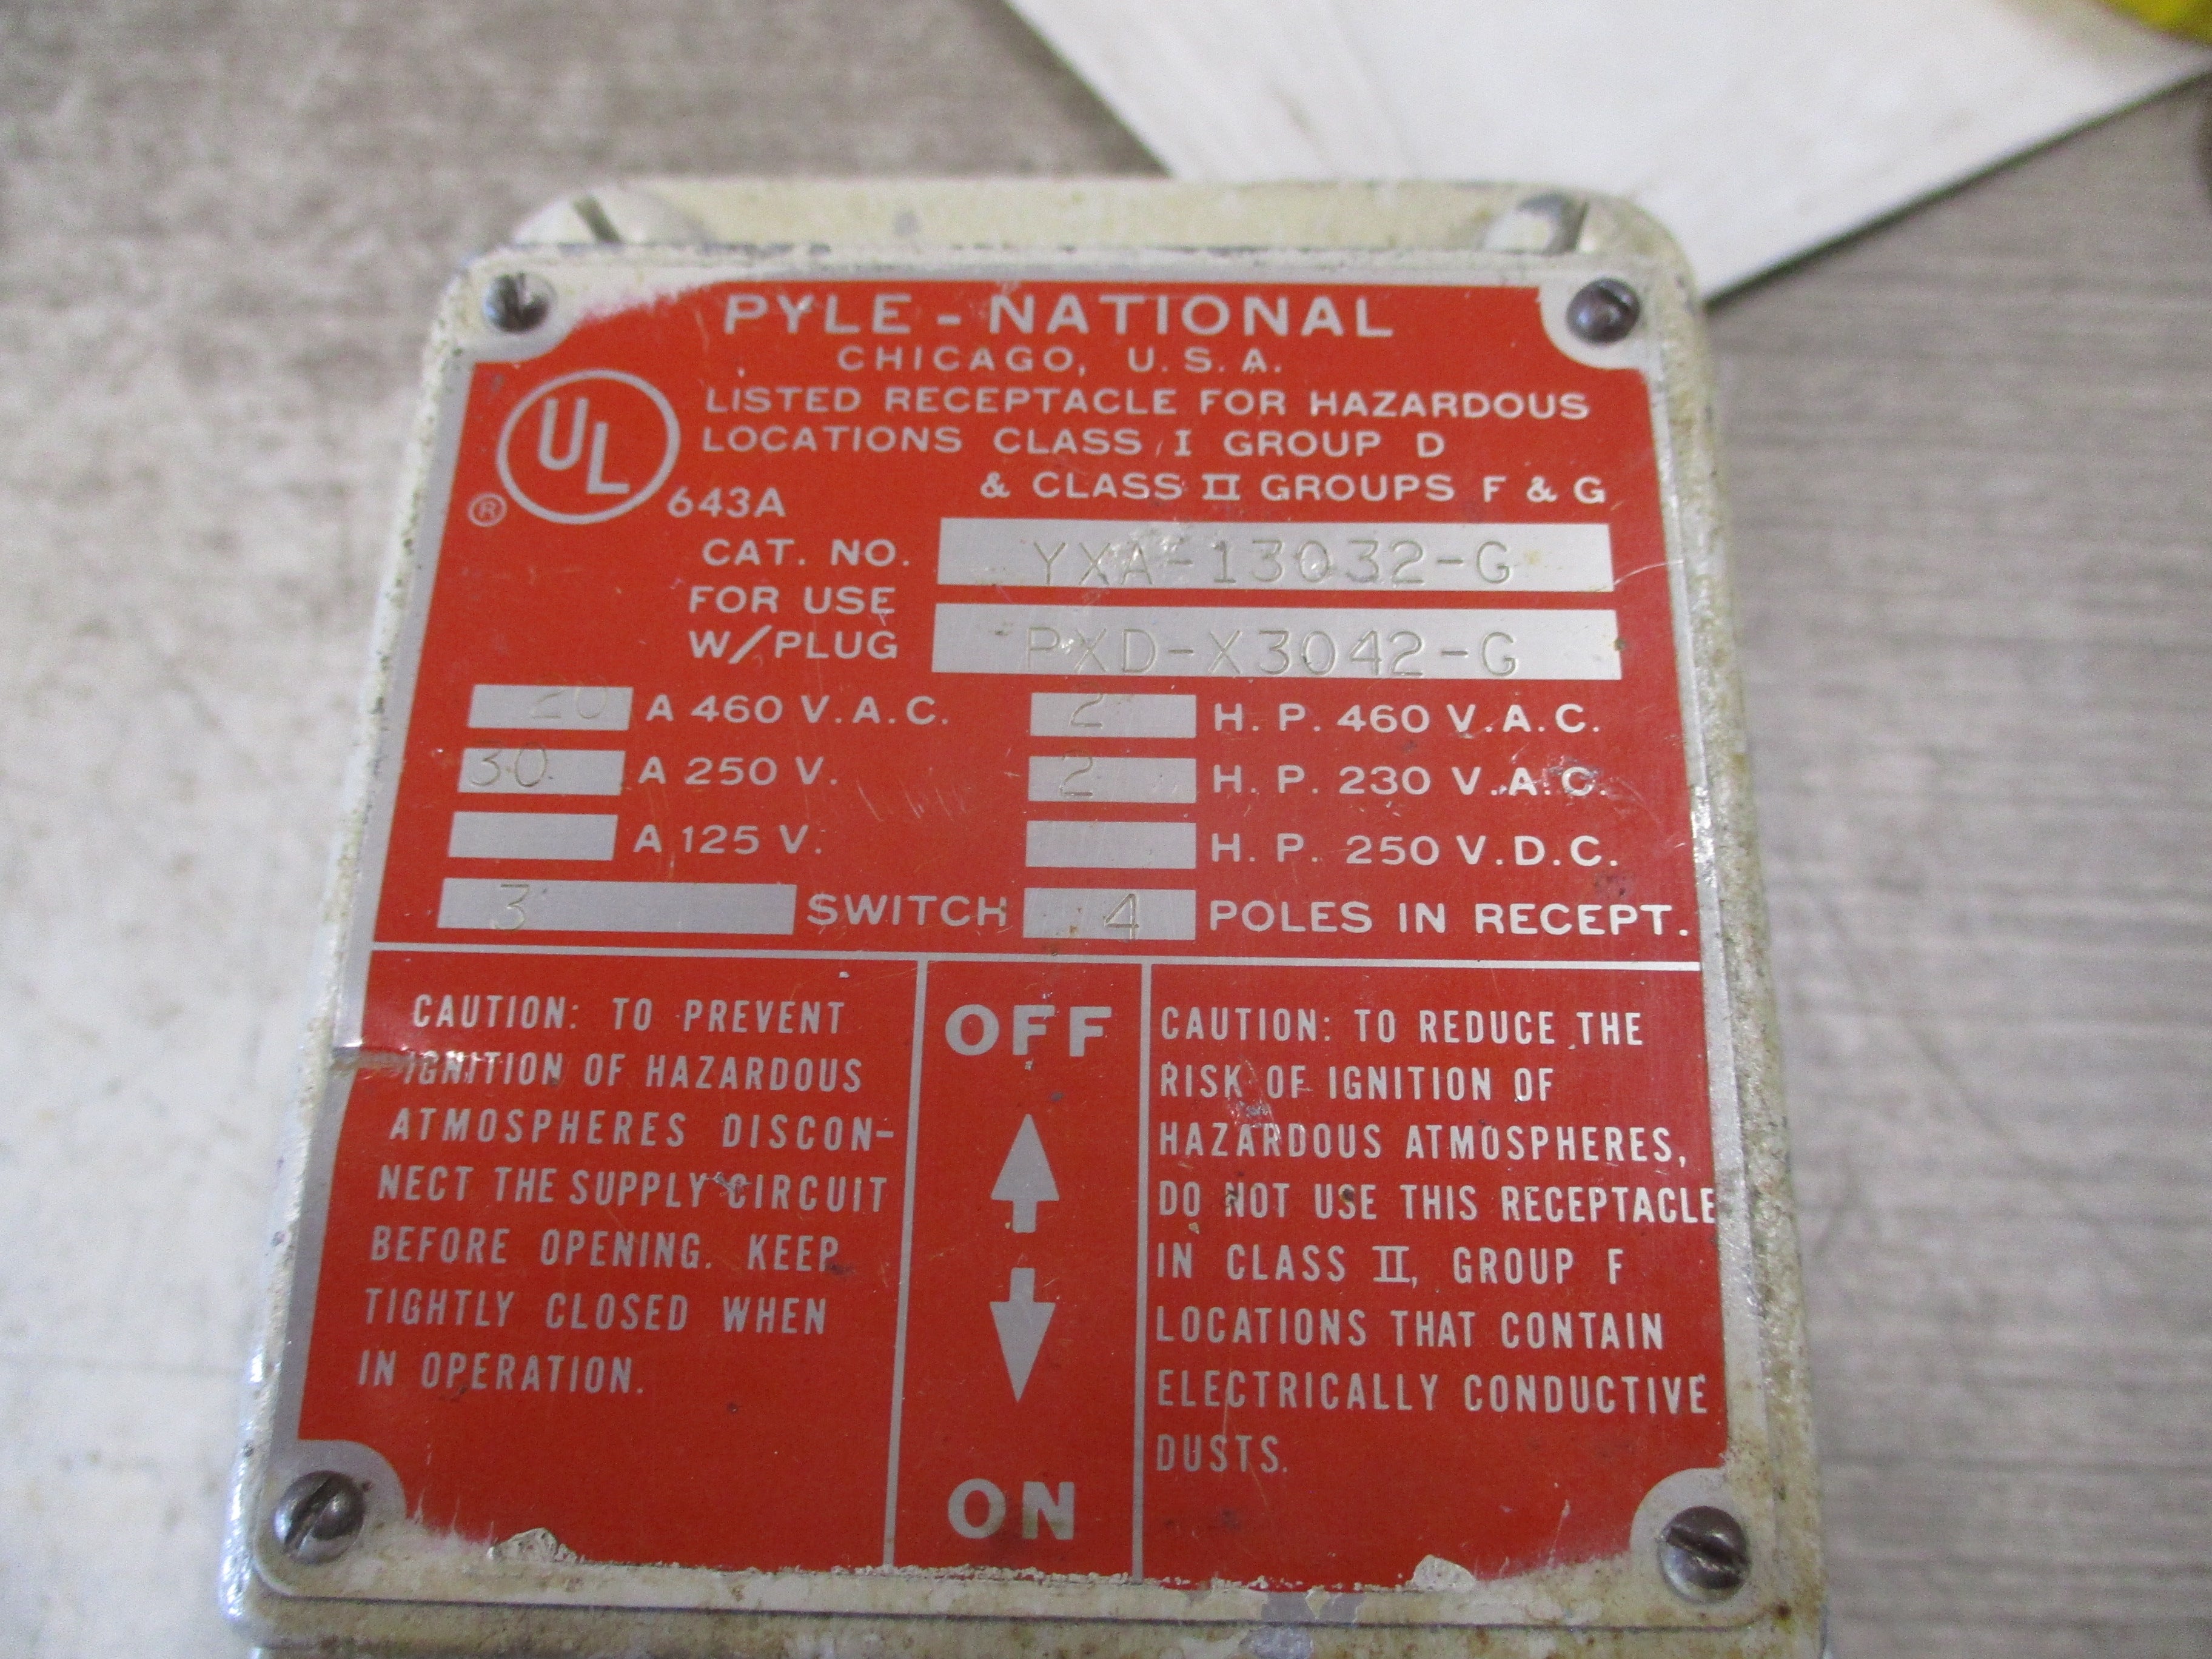 PYLE - NATIONAL
CHICAGO, U.S.A.
UL
®
643A
LISTED RECEPTACLE FOR HAZARDOUS
LOCATIONS CLASS I GROUP D
& CLASS II GROUPS F & G
CAT. NO. YXA-13032-G
FOR USE
W/PLUG PXD-X3042-G
20 A 460 V.A.C. 2 H.P. 460 V.A.C.
30 A 250 V. 2 H.P. 230 V.A.C.
A 125 V. H.P. 250 V.D.C.
3 SWITCH 4 POLES IN RECEPT.
CAUTION: TO PREVENT
IGNITION OF HAZARDOUS
ATMOSPHERES DISCON-
NECT THE SUPPLY CIRCUIT
BEFORE OPENING. KEEP
TIGHTLY CLOSED WHEN
IN OPERATION.
OFF
ON
CAUTION: TO REDUCE THE
RISK OF IGNITION OF
HAZARDOUS ATMOSPHERES,
DO NOT USE THIS RECEPTACLE
IN CLASS II, GROUP F
LOCATIONS THAT CONTAIN
ELECTRICALLY CONDUCTIVE
DUSTS.